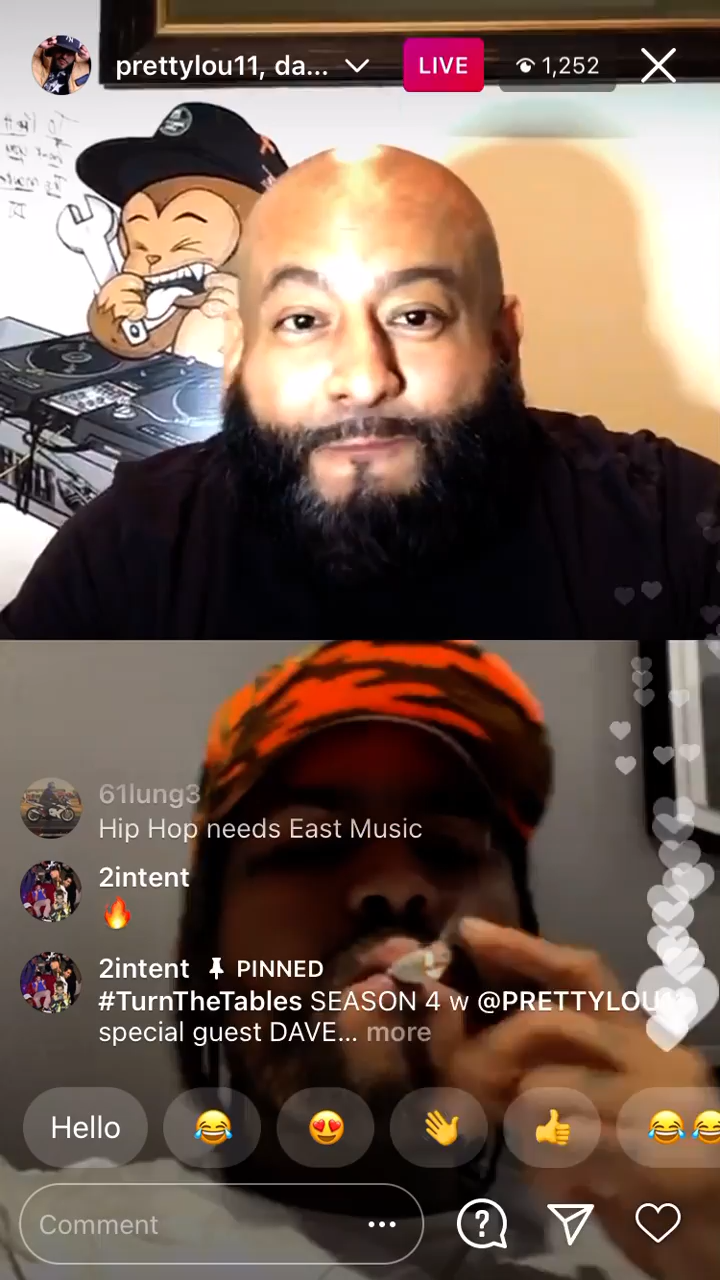 prettylou11, da...
LIVE
1,252
61lung3
Hip Hop needs East Music
2intent
🔥
2intent PINNED
#TurnTheTables SEASON 4 w @PRETTYLOU
special guest DAVE... more
Hello 😂 😍 👋 👍 😂😂
Comment